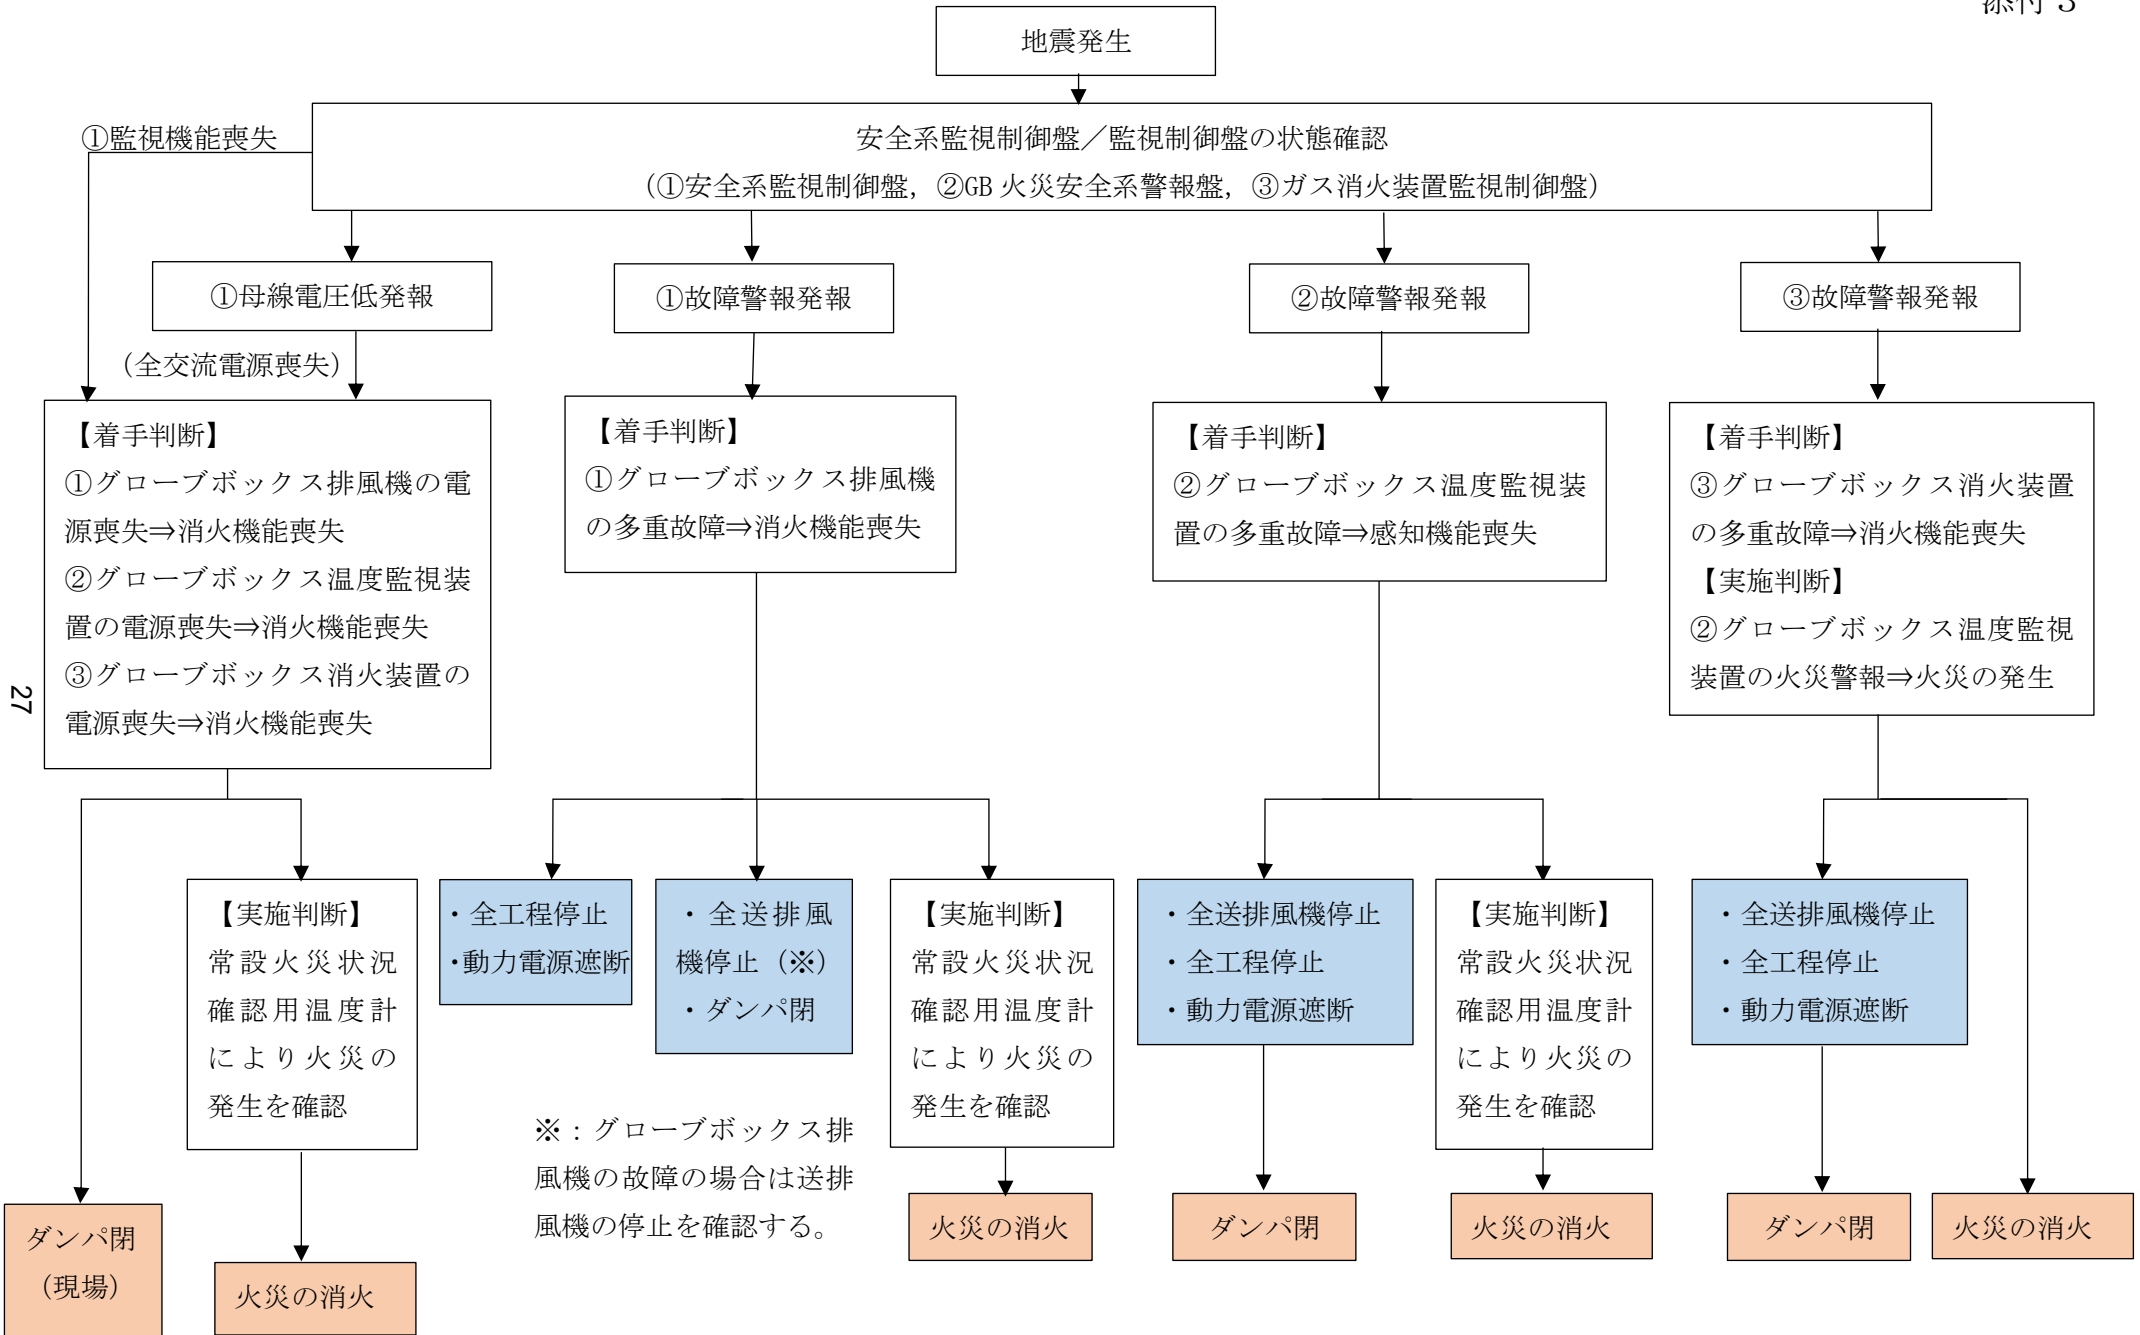 添付３
地震発生
①監視機能喪失
安全系監視制御盤／監視制御盤の状態確認
（①安全系監視制御盤，②GB 火災安全系警報盤，③ガス消火装置監視制御盤）
①母線電圧低発報
（全交流電源喪失）
①故障警報発報
②故障警報発報
③故障警報発報
【着手判断】
①グローブボックス排風機の電
源喪失⇒消火機能喪失
②グローブボックス温度監視装
置の電源喪失⇒消火機能喪失
③グローブボックス消火装置の
電源喪失⇒消火機能喪失
【着手判断】
①グローブボックス排風機
の多重故障⇒消火機能喪失
【着手判断】
②グローブボックス温度監視装
置の多重故障⇒感知機能喪失
【着手判断】
③グローブボックス消火装置
の多重故障⇒消火機能喪失
【実施判断】
②グローブボックス温度監視
装置の火災警報⇒火災の発生
27
【実施判断】
常設火災状況
確認用温度計
により火災の
発生を確認
・全工程停止
・動力電源遮断
・全送排風
機停止（※）
・ダンパ閉
【実施判断】
常設火災状況
確認用温度計
により火災の
発生を確認
・全送排風機停止
・全工程停止
・動力電源遮断
【実施判断】
常設火災状況
確認用温度計
により火災の
発生を確認
・全送排風機停止
・全工程停止
・動力電源遮断
※：グローブボックス排
風機の故障の場合は送排
風機の停止を確認する。
ダンパ閉
（現場）
火災の消火
火災の消火
ダンパ閉
火災の消火
ダンパ閉
火災の消火